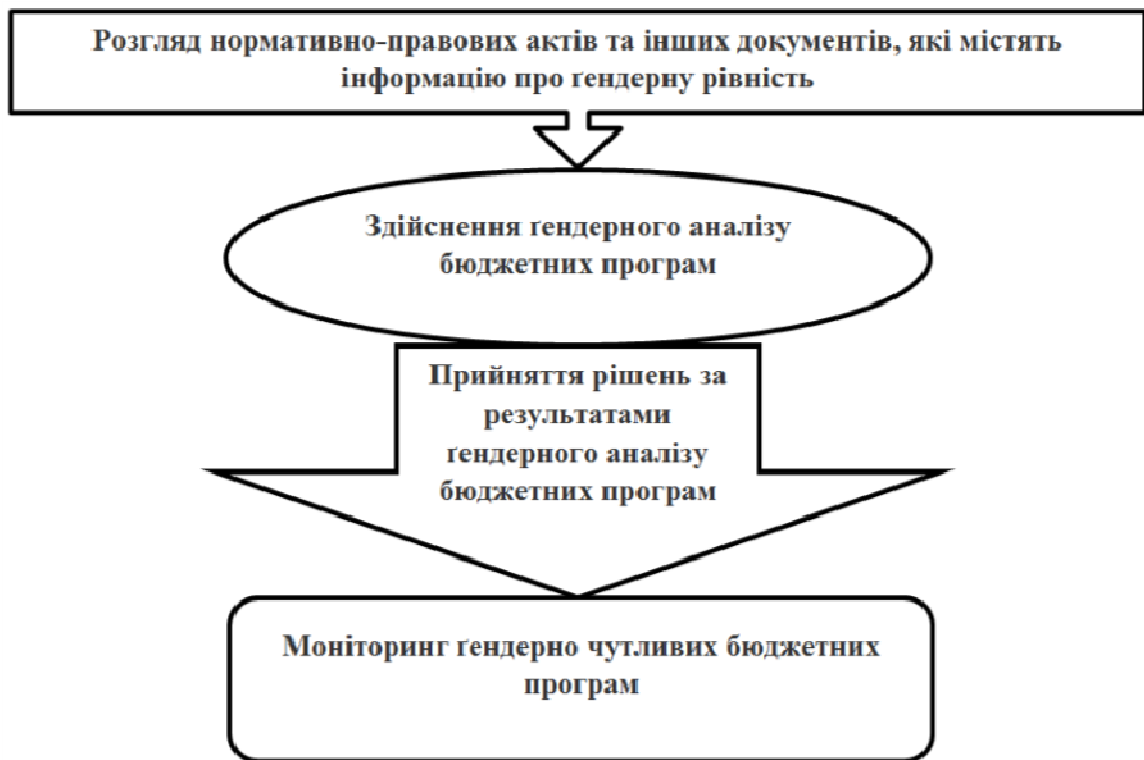 Розгляд нормативно-правових актів та інших документів, які містять
інформацію про ґендерну рівність
Здійснення ґендерного аналізу
бюджетних програм
Прийняття рішень за
результатами
ґендерного аналізу
бюджетних програм
Моніторинг ґендерно чутливих бюджетних
програм